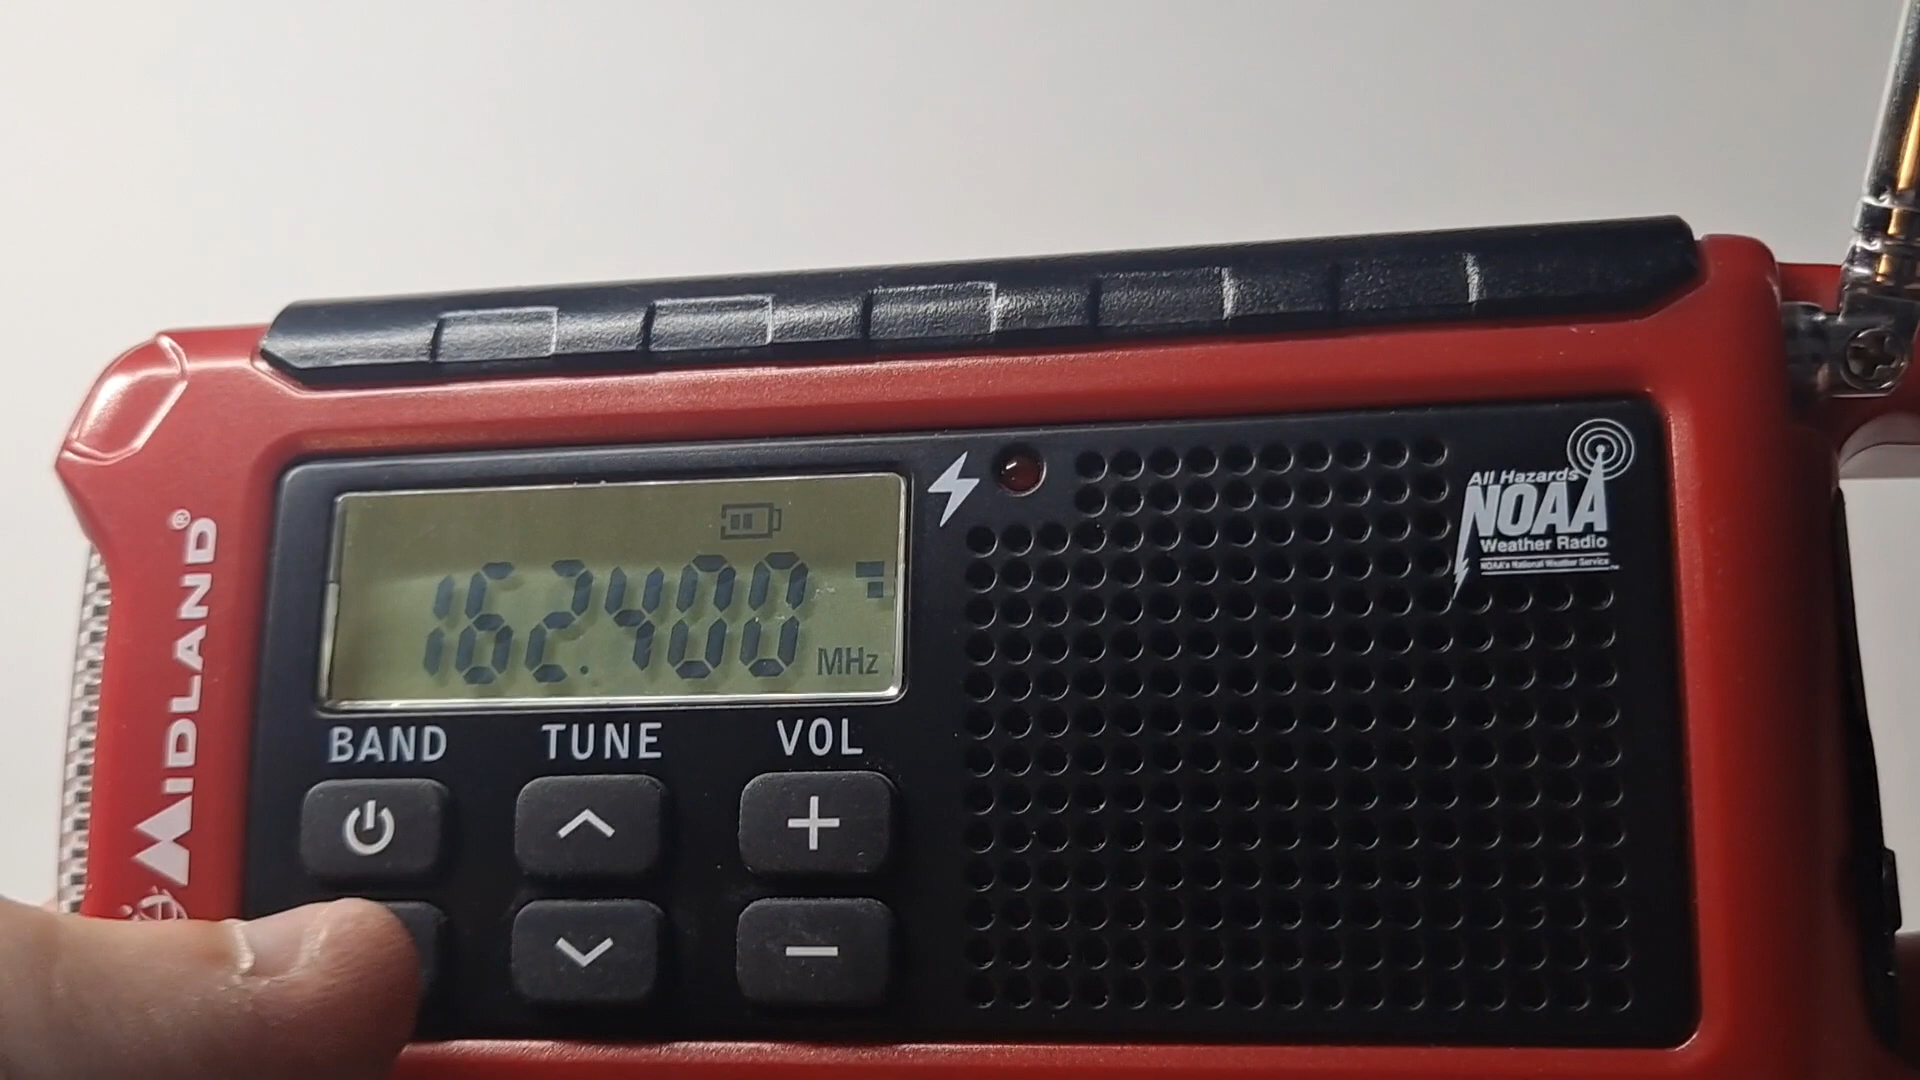 MIDLAND®
162.400
MHz
BAND TUNE VOL
All Hazards
NOAA
Weather Radio
NOAA's National Weather Service